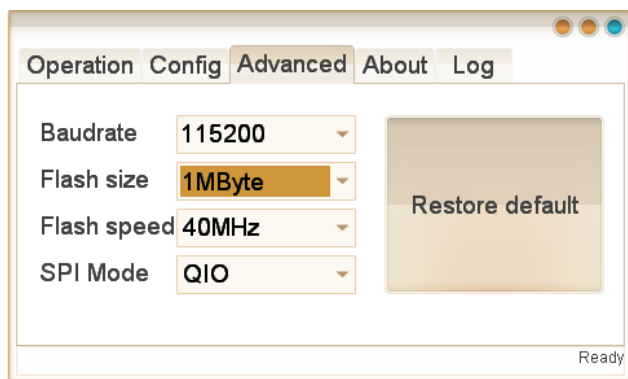 Operation Config Advanced About Log
Baudrate 115200
Flash size 1MByte
Flash speed 40MHz
SPI Mode QIO
Restore default
Ready